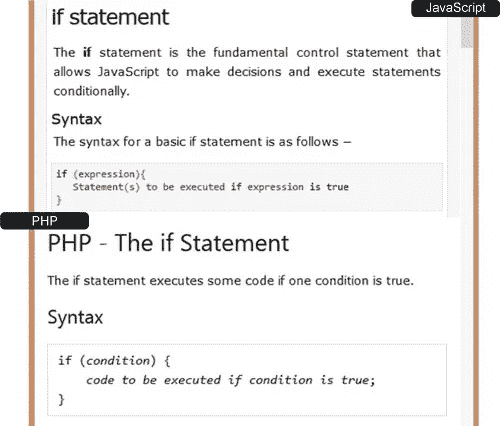 JavaScript
if statement
The if statement is the fundamental control statement that
allows JavaScript to make decisions and execute statements
conditionally.
Syntax
The syntax for a basic if statement is as follows −
if (expression){
Statement(s) to be executed if expression is true
}
PHP
PHP - The if Statement
The if statement executes some code if one condition is true.
Syntax
if (condition) {
code to be executed if condition is true;
}